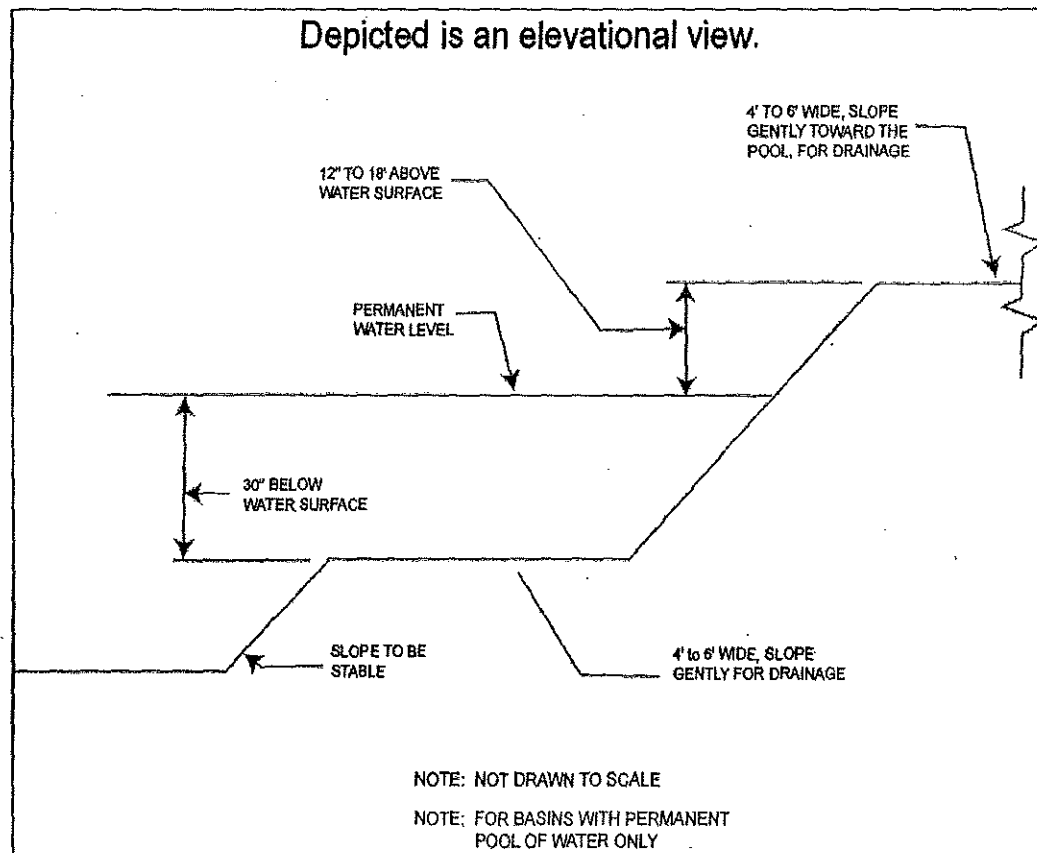 Depicted is an elevational view.
4' TO 6' WIDE, SLOPE
GENTLY TOWARD THE
POOL, FOR DRAINAGE
12" TO 18' ABOVE
WATER SURFACE
PERMANENT
WATER LEVEL
30" BELOW
WATER SURFACE
SLOPE TO BE
STABLE
4' to 6' WIDE, SLOPE
GENTLY FOR DRAINAGE
NOTE: NOT DRAWN TO SCALE
NOTE: FOR BASINS WITH PERMANENT
POOL OF WATER ONLY